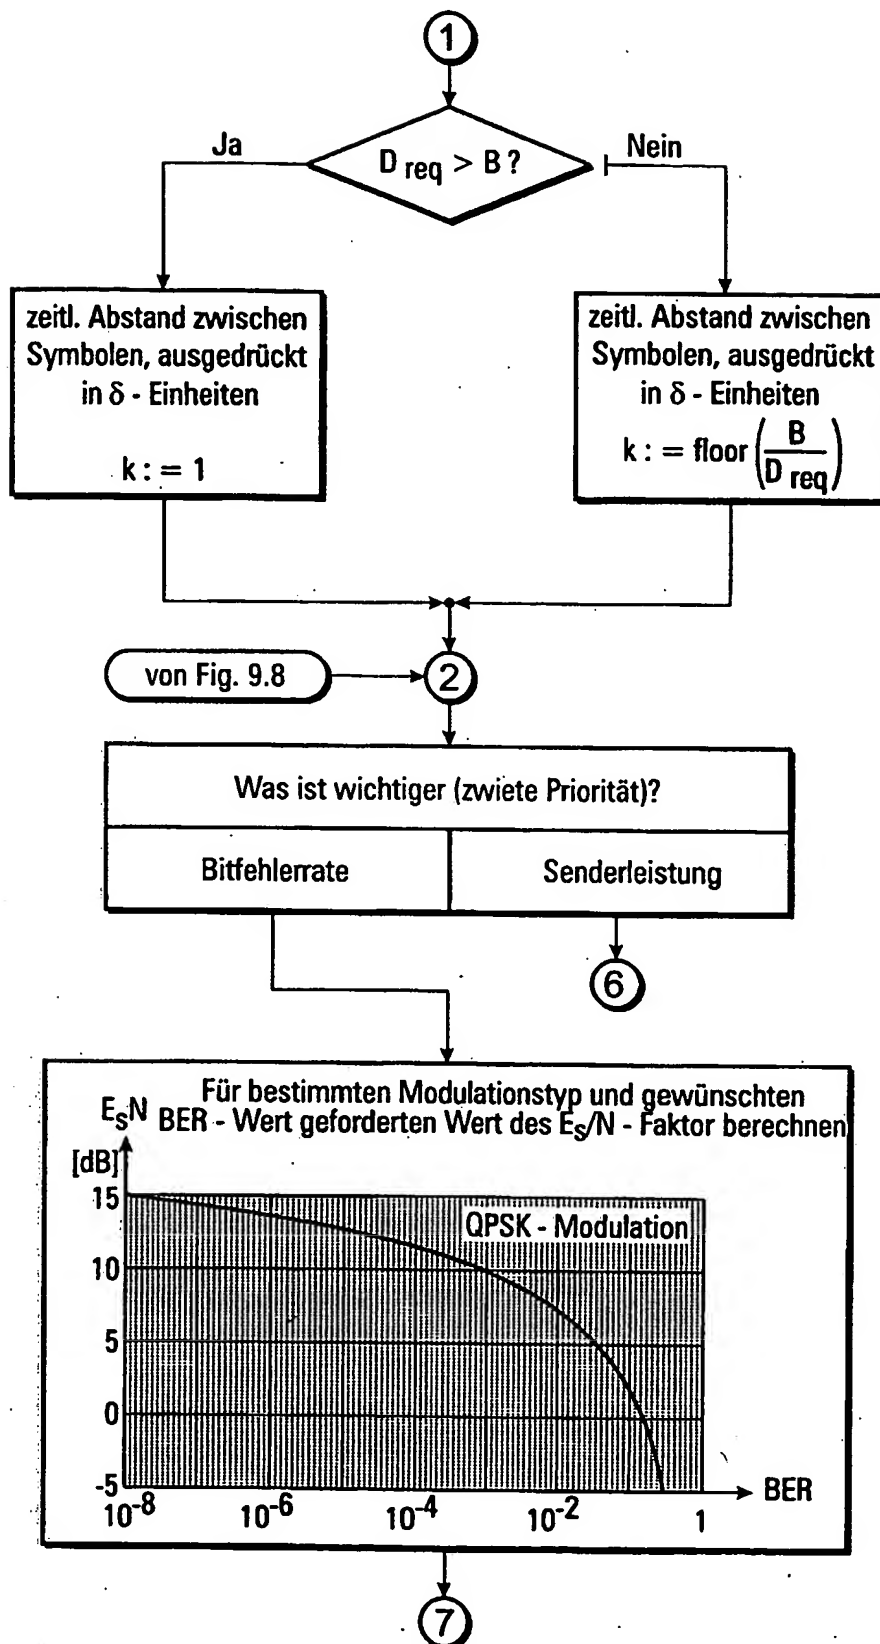 1
D req > B ?
Ja
Nein
zeitl. Abstand zwischen
Symbolen, ausgedrückt
in δ - Einheiten
k : = 1
zeitl. Abstand zwischen
Symbolen, ausgedrückt
in δ - Einheiten
k : = floor ( B / D req )
von Fig. 9.8
2
Was ist wichtiger (zwiete Priorität)?
Bitfehlerrate
Senderleistung
6
Für bestimmten Modulationstyp und gewünschten
BER - Wert geforderten Wert des Es/N - Faktor berechnen
EsN
[dB]
QPSK - Modulation
15
10
5
0
-5
10⁻⁸ 10⁻⁶ 10⁻⁴ 10⁻² 1
BER
7